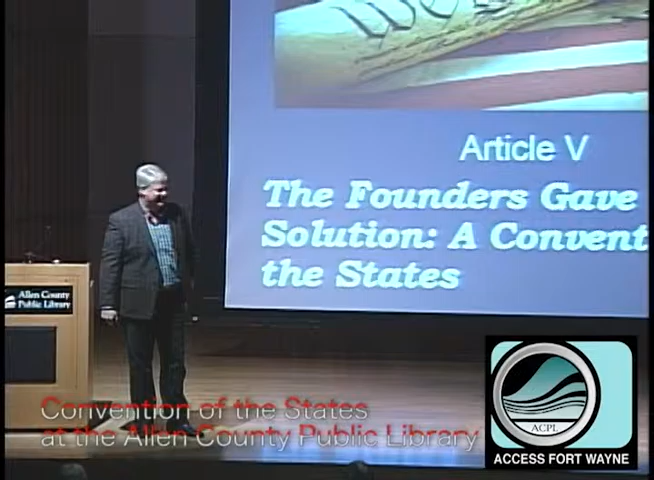 We
Article V
The Founders Gave
Solution: A Convent
the States
Allen County
Public Library
Convention of the States
at the Allen County Public Library
ACPL
ACCESS FORT WAYNE